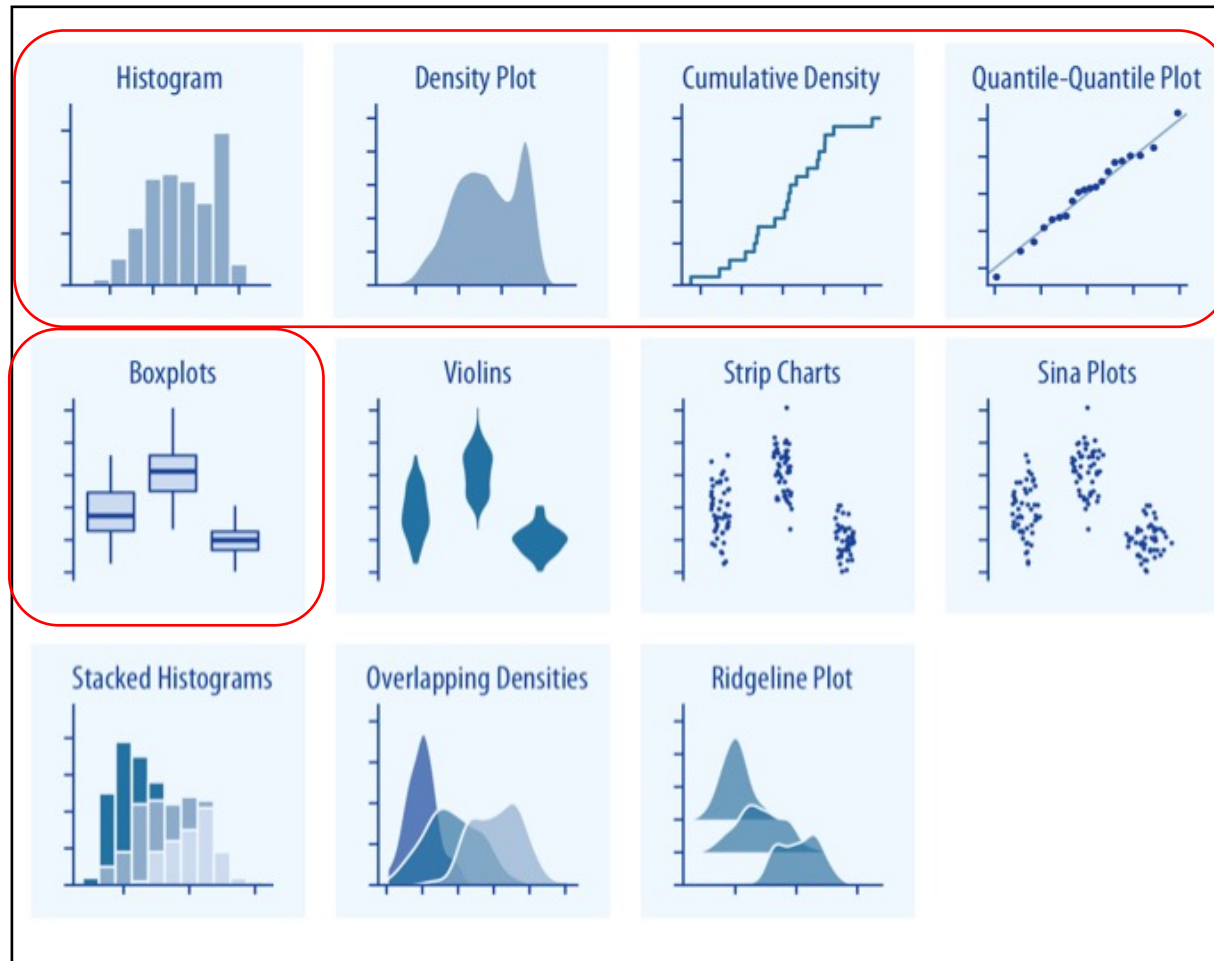 Histogram
Density Plot
Cumulative Density
Quantile-Quantile Plot
Boxplots
Violins
Strip Charts
Sina Plots
Stacked Histograms
Overlapping Densities
Ridgeline Plot